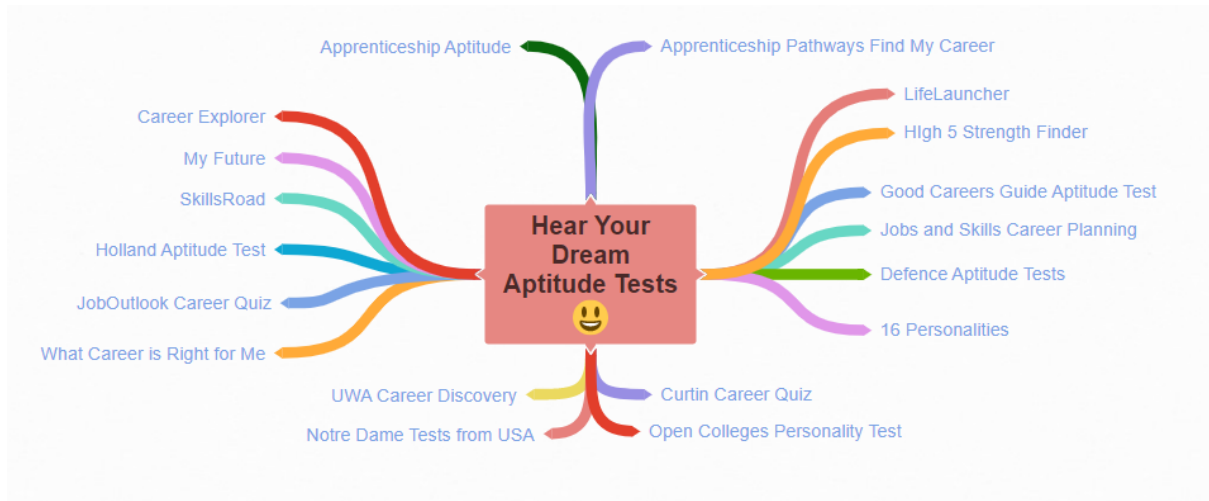 Apprenticeship Aptitude
Apprenticeship Pathways Find My Career
Career Explorer
My Future
SkillsRoad
Holland Aptitude Test
JobOutlook Career Quiz
What Career is Right for Me
Hear Your
Dream
Aptitude Tests
LifeLauncher
HIgh 5 Strength Finder
Good Careers Guide Aptitude Test
Jobs and Skills Career Planning
Defence Aptitude Tests
16 Personalities
UWA Career Discovery
Notre Dame Tests from USA
Curtin Career Quiz
Open Colleges Personality Test